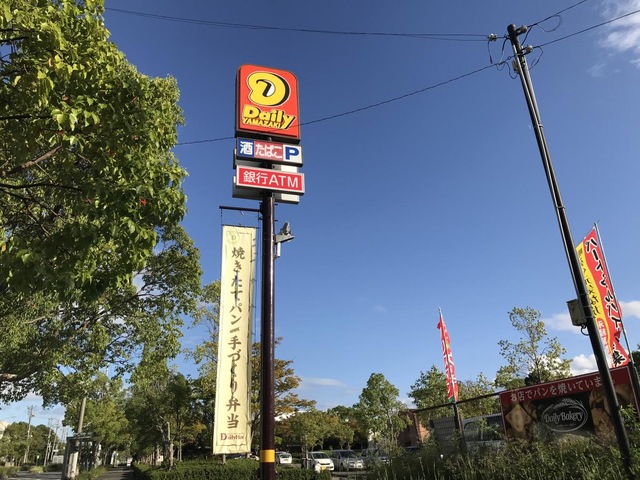 Daily
YAMAZAKI
酒 たばこ P
銀行ATM
焼きたてパン／手づくり弁当
Daily
お店でパンを焼いています
Daily Bakery